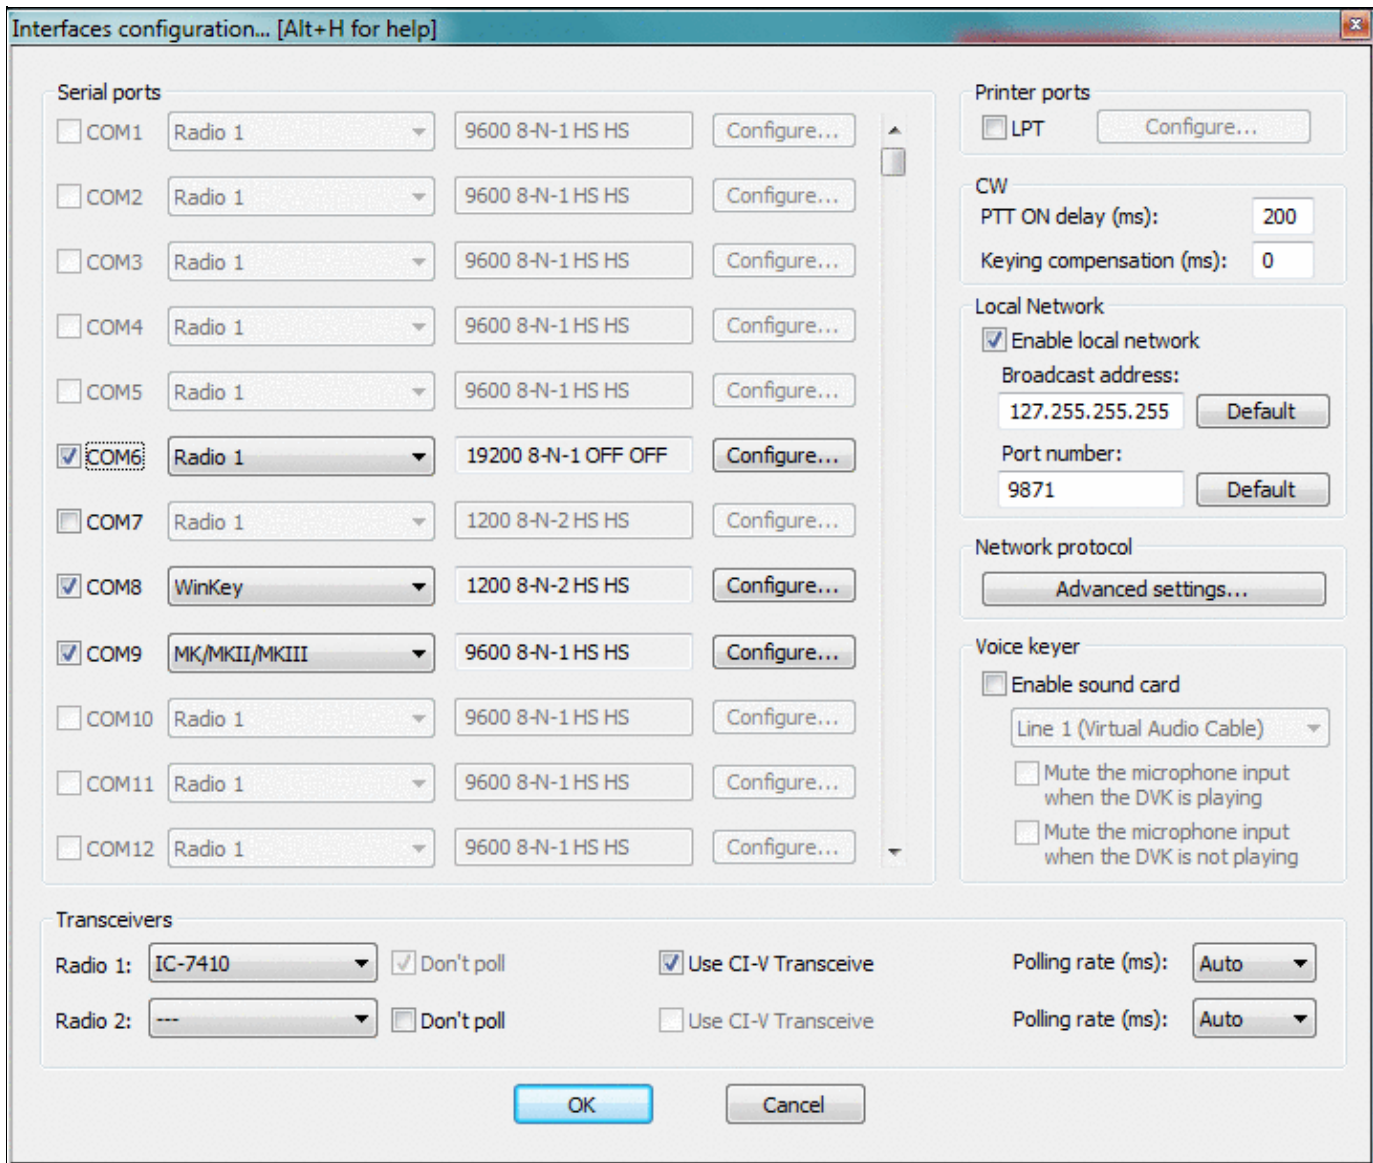 Interfaces configuration... [Alt+H for help]
Serial ports
COM1 Radio 1 9600 8-N-1 HS HS Configure...
COM2 Radio 1 9600 8-N-1 HS HS Configure...
COM3 Radio 1 9600 8-N-1 HS HS Configure...
COM4 Radio 1 9600 8-N-1 HS HS Configure...
COM5 Radio 1 9600 8-N-1 HS HS Configure...
COM6 Radio 1 19200 8-N-1 OFF OFF Configure...
COM7 Radio 1 1200 8-N-2 HS HS Configure...
COM8 WinKey 1200 8-N-2 HS HS Configure...
COM9 MK/MKII/MKIII 9600 8-N-1 HS HS Configure...
COM10 Radio 1 9600 8-N-1 HS HS Configure...
COM11 Radio 1 9600 8-N-1 HS HS Configure...
COM12 Radio 1 9600 8-N-1 HS HS Configure...
Printer ports
LPT Configure...
CW
PTT ON delay (ms): 200
Keying compensation (ms): 0
Local Network
Enable local network
Broadcast address:
127.255.255.255 Default
Port number:
9871 Default
Network protocol
Advanced settings...
Voice keyer
Enable sound card
Line 1 (Virtual Audio Cable)
Mute the microphone input
when the DVK is playing
Mute the microphone input
when the DVK is not playing
Transceivers
Radio 1: IC-7410 Don't poll Use CI-V Transceive Polling rate (ms): Auto
Radio 2: --- Don't poll Use CI-V Transceive Polling rate (ms): Auto
OK Cancel